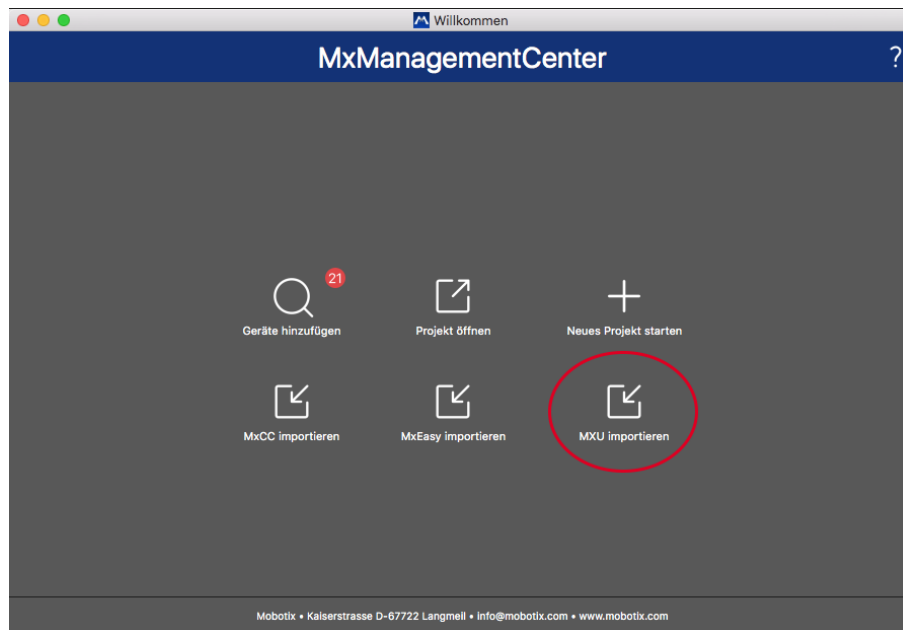 Willkommen
MxManagementCenter
?
21
Geräte hinzufügen
Projekt öffnen
Neues Projekt starten
MxCC importieren
MxEasy importieren
MXU importieren
Mobotix • Kaiserstrasse D-67722 Langmeil • info@mobotix.com • www.mobotix.com